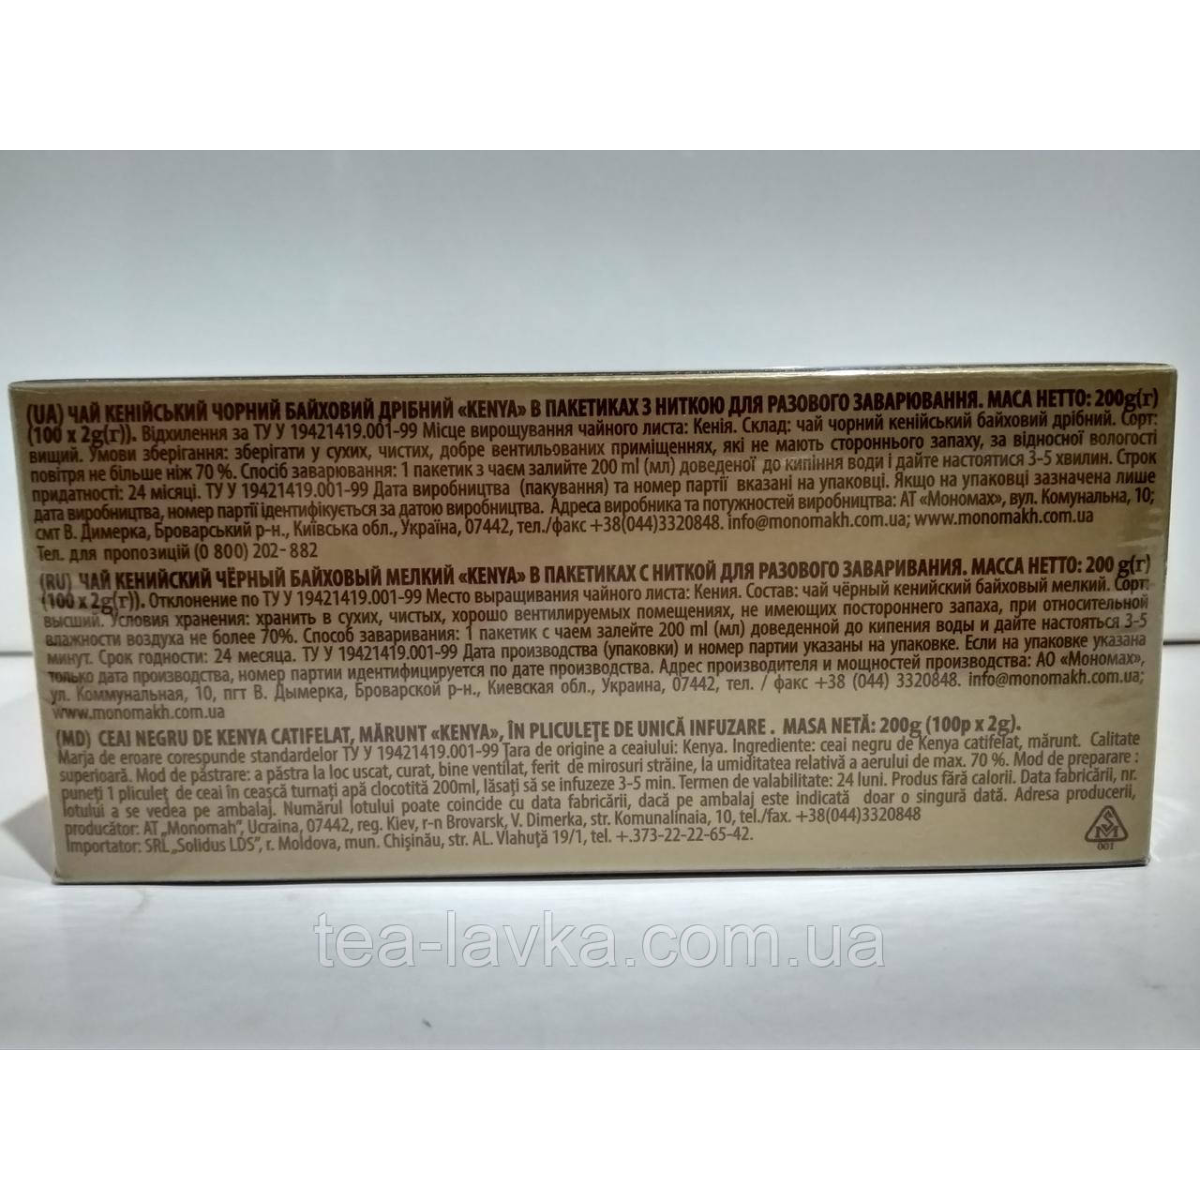 (UA) ЧАЙ КЕНІЙСЬКИЙ ЧОРНИЙ БАЙХОВИЙ ДРІБНИЙ «KENYA» В ПАКЕТИКАХ З НИТКОЮ ДЛЯ РАЗОВОГО ЗАВАРЮВАННЯ. МАСА НЕТТО: 200g(г)
(100 x 2g(г)). Відхилення за ТУ У 19421419.001-99 Місце вирощування чайного листа: Кенія. Склад: чай чорний кенійський байховий дрібний. Сорт:
вищий. Умови зберігання: зберігати у сухих, чистих, добре вентильованих приміщеннях, які не мають стороннього запаху, за відносної вологості
повітря не більше ніж 70 %. Спосіб заварювання: 1 пакетик з чаєм залийте 200 ml (мл) доведеної до кипіння води і дайте настоятися 3-5 хвилин. Строк
придатності: 24 місяці. ТУ У 19421419.001-99 Дата виробництва (пакування) та номер партії вказані на упаковці. Якщо на упаковці зазначена лише
дата виробництва, номер партії ідентифікується за датою виробництва. Адреса виробника та потужностей виробництва: АТ «Мономах», вул. Комунальна, 10;
смт В. Димерка, Броварський р-н., Київська обл., Україна, 07442, тел./факс +38(044)3320848. info@monomakh.com.ua; www.monomakh.com.ua
Тел. для пропозицій (0 800) 202-882
(RU) ЧАЙ КЕНИЙСКИЙ ЧЁРНЫЙ БАЙХОВЫЙ МЕЛКИЙ «KENYA» В ПАКЕТИКАХ С НИТКОЙ ДЛЯ РАЗОВОГО ЗАВАРИВАНИЯ. МАССА НЕТТО: 200 g(г)
(100 x 2g(г)). Отклонение по ТУ У 19421419.001-99 Место выращивания чайного листа: Кения. Состав: чай чёрный кенийский байховый мелкий. Сорт:
высший. Условия хранения: хранить в сухих, чистых, хорошо вентилируемых помещениях, не имеющих постороннего запаха, при относительной
влажности воздуха не более 70%. Способ заваривания: 1 пакетик с чаем залейте 200 ml (мл) доведенной до кипения воды и дайте настояться 3-5
минут. Срок годности: 24 месяца. ТУ У 19421419.001-99 Дата производства (упаковки) и номер партии указаны на упаковке. Если на упаковке указана
только дата производства, номер партии идентифицируется по дате производства. Адрес производителя и мощностей производства: АО «Мономах»,
ул. Коммунальная, 10, пгт В. Дымерка, Броварской р-н., Киевская обл., Украина, 07442, тел. / факс +38 (044) 3320848. info@monomakh.com.ua;
www.monomakh.com.ua
(MD) CEAI NEGRU DE KENYA CATIFELAT, MĂRUNT «KENYA», ÎN PLICULEŢE DE UNICĂ INFUZARE . MASA NETĂ: 200g (100p x 2g).
Marja de eroare corespunde standardelor ТУ У 19421419.001-99 Ţara de origine a ceaiului: Kenya. Ingrediente: ceai negru de Kenya catifelat, mărunt. Calitate
superioară. Mod de păstrare: a păstra la loc uscat, curat, bine ventilat, ferit de mirosuri străine, la umiditatea relativă a aerului de max. 70 %. Mod de preparare :
puneţi 1 pliculeţ de ceai în ceaşcă turnaţi apă clocotită 200ml, lăsaţi să se infuzeze 3-5 min. Termen de valabilitate: 24 luni. Produs fără calorii. Data fabricării, nr.
lotului a se vedea pe ambalaj. Numărul lotului poate coincide cu data fabricării, dacă pe ambalaj este indicată doar o singură dată. Adresa producerii,
producător: AT „Monomah", Ucraina, 07442, reg. Kiev, r-n Brovarsk, V. Dimerka, str. Komunalinaia, 10, tel./fax. +38(044)3320848
Importator: SRL „Solidus LDS", r. Moldova, mun. Chişinău, str. AL. Vlahuţă 19/1, tel. +.373-22-22-65-42.
001
tea-lavka.com.ua